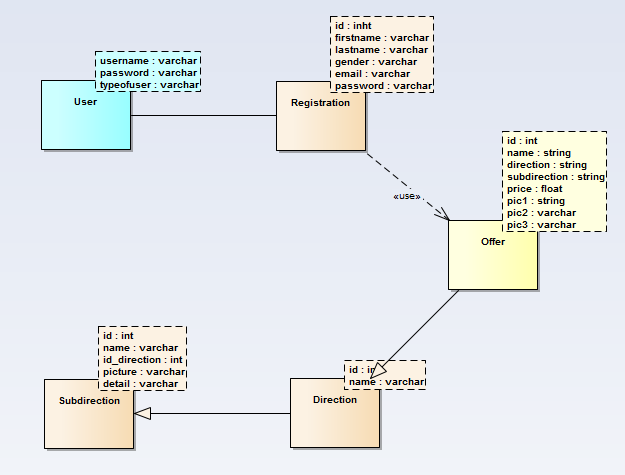 username : varchar
password : varchar
typeofuser : varchar
User
id : inht
firstname : varchar
lastname : varchar
gender : varchar
email : varchar
password : varchar
Registration
«use»
id : int
name : string
direction : string
subdirection : string
price : float
pic1 : string
pic2 : varchar
pic3 : varchar
Offer
id : int
name : varchar
id_direction : int
picture : varchar
detail : varchar
Subdirection
id : int
name : varchar
Direction